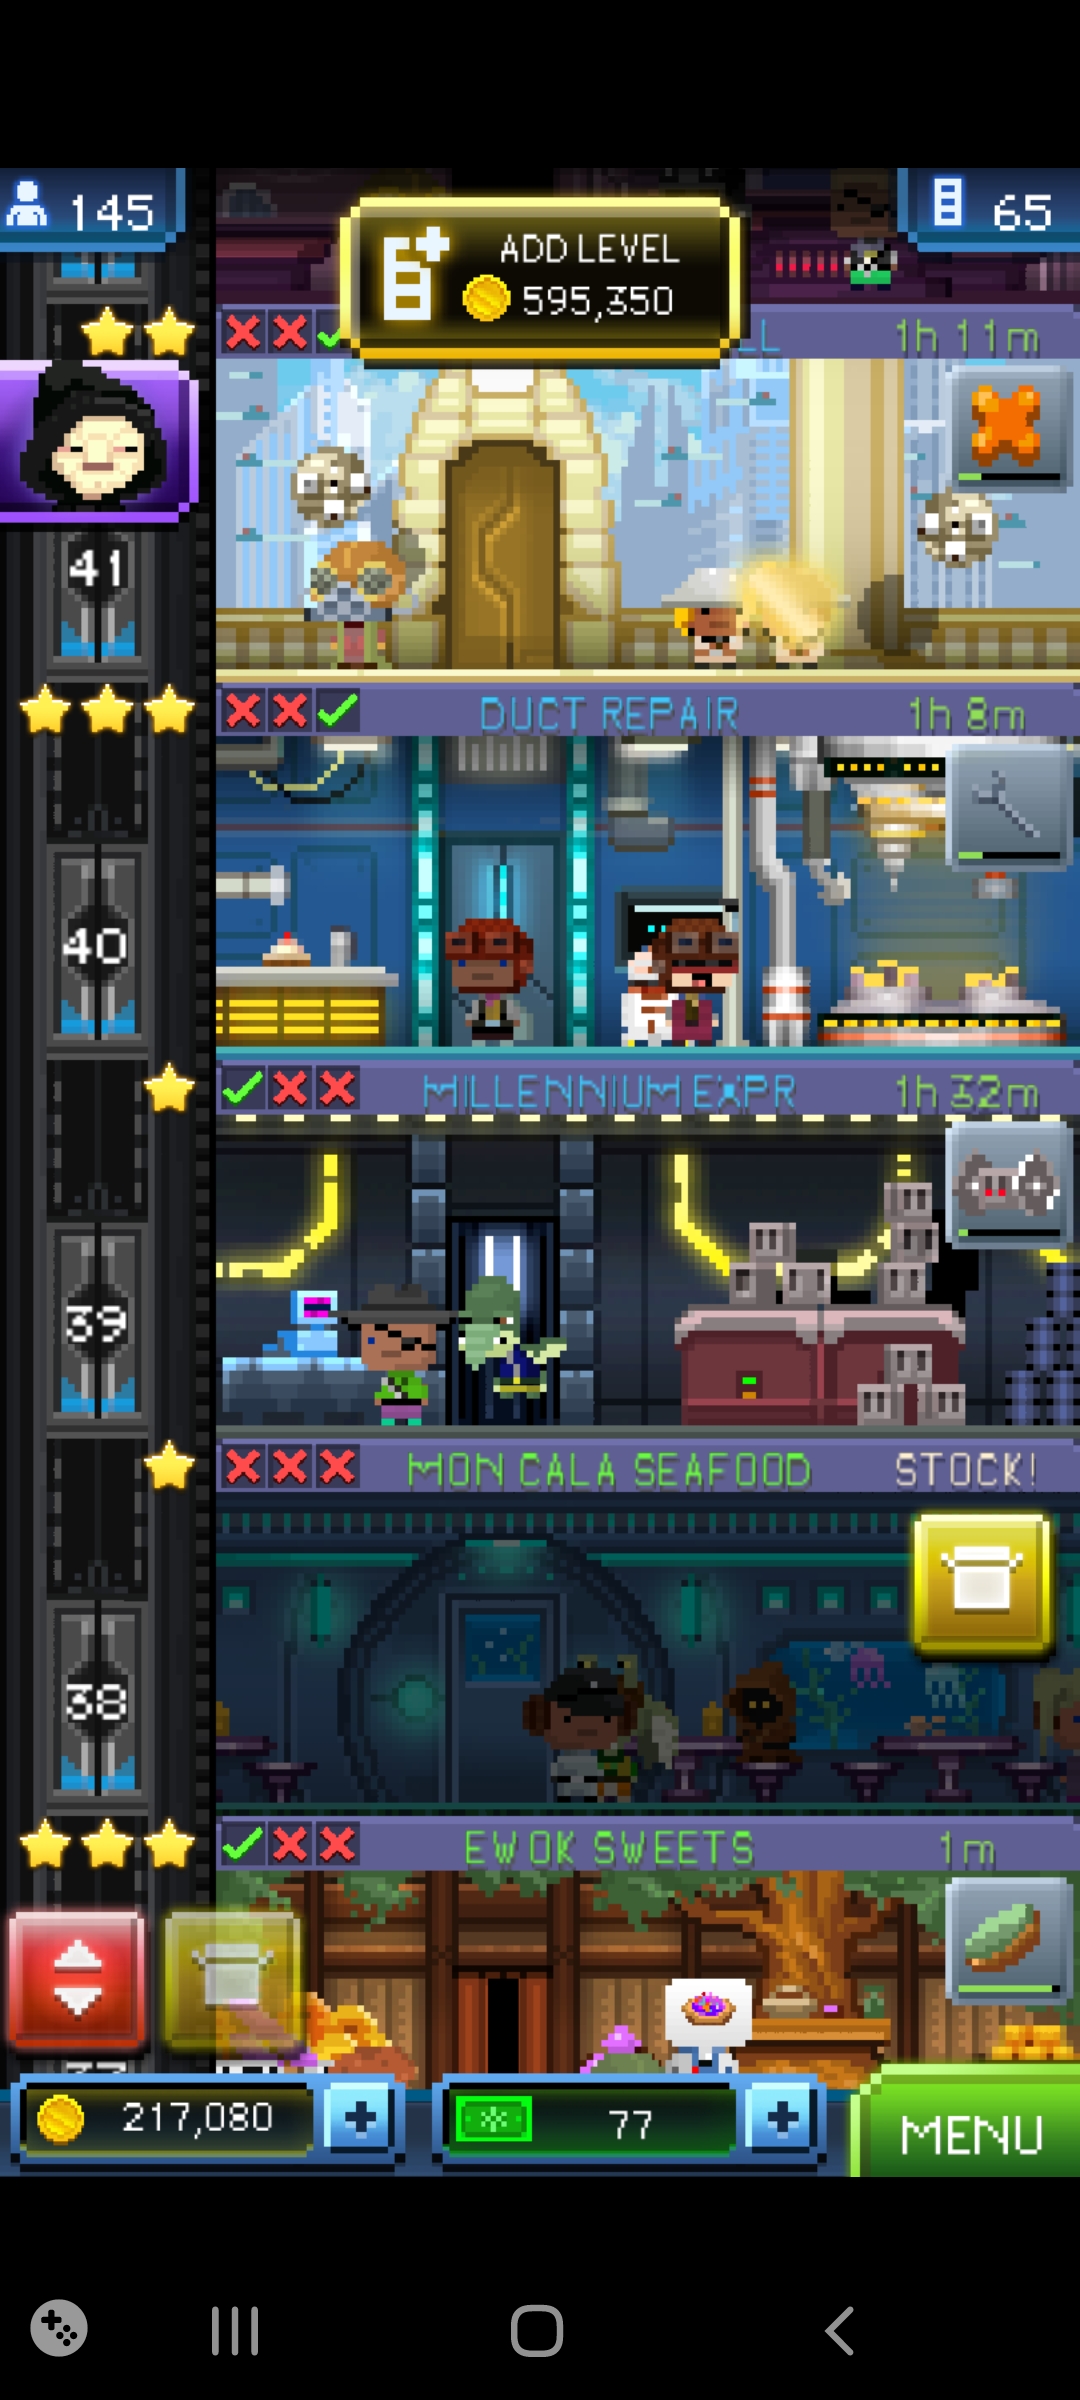 145
65
ADD LEVEL
595,350
LL 1h 11m
41
DUCT REPAIR 1h 8m
40
MILLENNIUM EXPR 1h 32m
39
MON CALA SEAFOOD STOCK!
38
EWOK SWEETS 1m
217,080
77
MENU